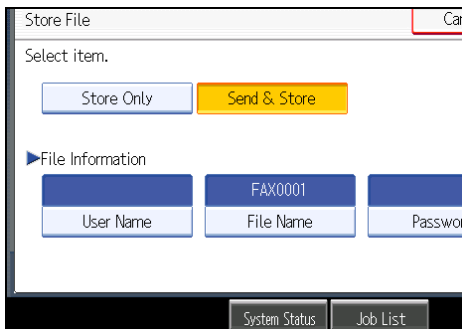 Store File
Select item.
Store Only
Send & Store
▶File Information
FAX0001
User Name
File Name
System Status
Job List